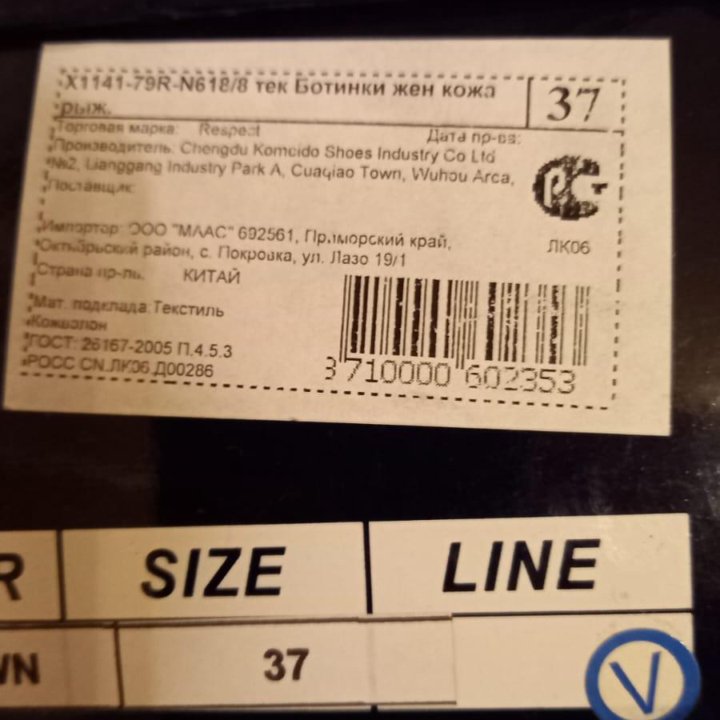 X1141-79R-N618/8 тек Ботинки жен кожа
рыж.
37
Торговая марка: Respect
Дата пр-ва:
Производитель: Chengdu Komeido Shoes Industry Co Ltd
№2, Lianggang Industry Park A, Cuaqiao Town, Wuhou Area,
Поставщик:
Импортер: ООО "МААС" 692561, Приморский край,
Октябрьский район, с. Покровка, ул. Лазо 19/1
ЛК06
Страна пр-ль. КИТАЙ
Мат. подклада:Текстиль
Кожволон
ГОСТ: 26167-2005 П.4.5.3
РОСС CN.ЛК06.Д00286
3 710000 602353
R SIZE LINE
WN 37
V